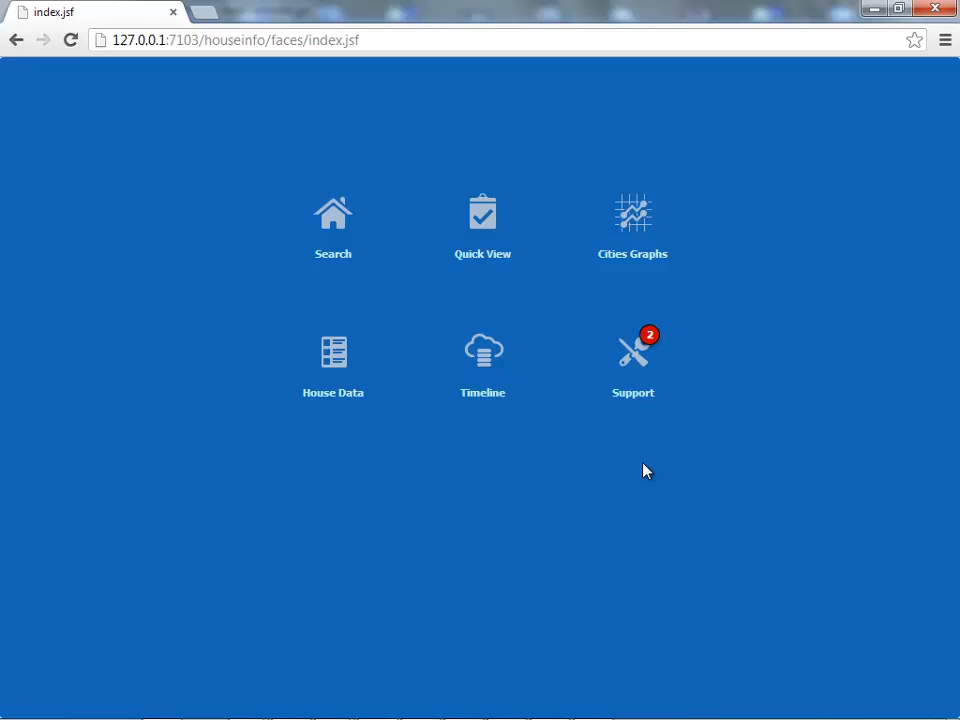 index.jsf
127.0.0.1:7103/houseinfo/faces/index.jsf
Search
Quick View
Cities Graphs
2
House Data
Timeline
Support